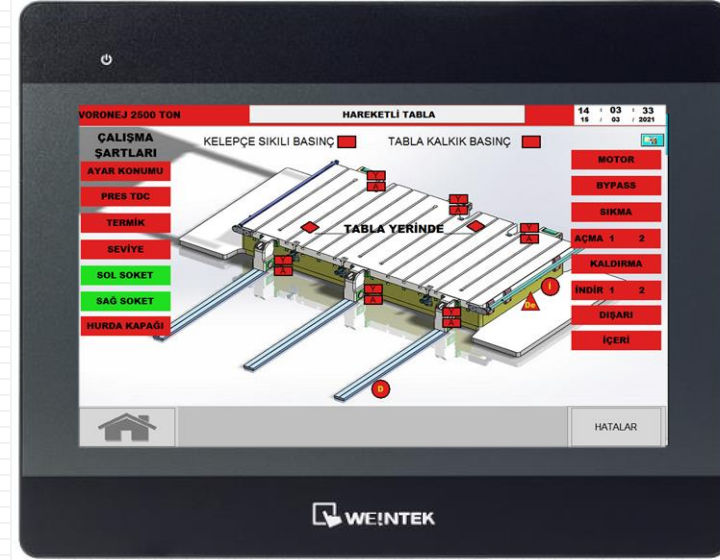 VORONEJ 2500 TON
HAREKETLİ TABLA
14 : 03 : 33
15 / 03 / 2021
ÇALIŞMA
ŞARTLARI
KELEPÇE SIKILI BASINÇ
TABLA KALKIK BASINÇ
AYAR KONUMU
PRES TDC
TERMİK
SEVİYE
SOL SOKET
SAĞ SOKET
HURDA KAPAĞI
Y
A
Y
A
Y
A
TABLA YERİNDE
Y
A
Y
A
Y
A
İ
De
D
MOTOR
BYPASS
SIKMA
AÇMA 1 2
KALDIRMA
İNDİR 1 2
DIŞARI
İÇERİ
HATALAR
WEINTEK